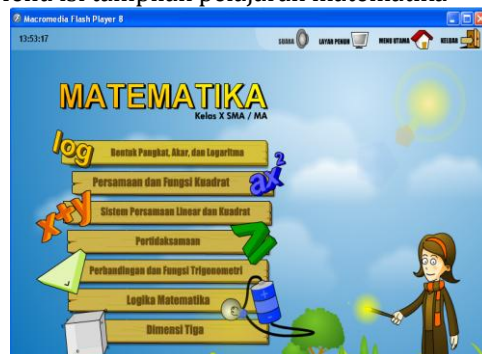 Menu isi tampilan pelajaran matematika
Macromedia Flash Player 8
13:53:17
SUARA
LAYAR PENUH
MENU UTAMA
KELUAR
MATEMATIKA
Kelas X SMA / MA
log
Bentuk Pangkat, Akar, dan Logaritma
Persamaan dan Fungsi Kuadrat
ax²
x+y
Sistem Persamaan Linear dan Kuadrat
Pertidaksamaan
Perbandingan dan Fungsi Trigonometri
Logika Matematika
Dimensi Tiga